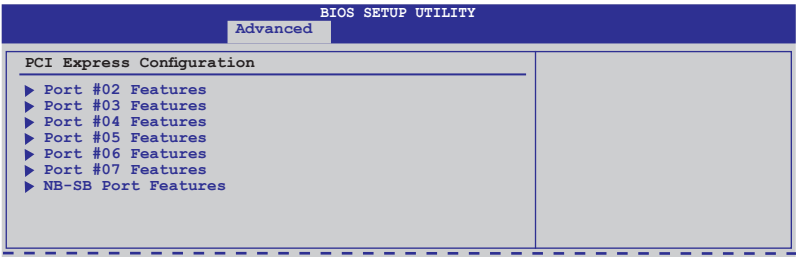 BIOS SETUP UTILITY
Advanced
PCI Express Configuration
Port #02 Features
Port #03 Features
Port #04 Features
Port #05 Features
Port #06 Features
Port #07 Features
NB-SB Port Features